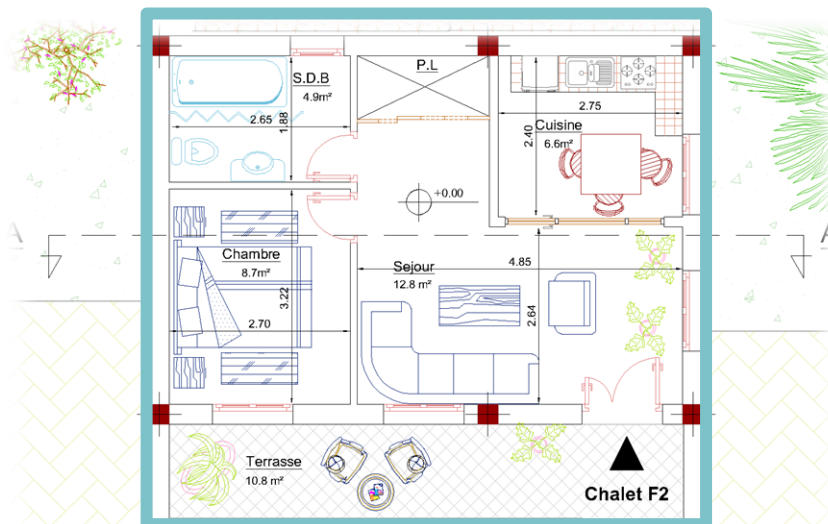 P.L
S.D.B
4.9m²
2.65
1.88
2.75
Cuisine
6.6m²
2.40
+0.00
A
A
Chambre
8.7m²
3.22
2.70
Sejour
12.8 m²
4.85
2.64
Terrasse
10.8 m²
Chalet F2